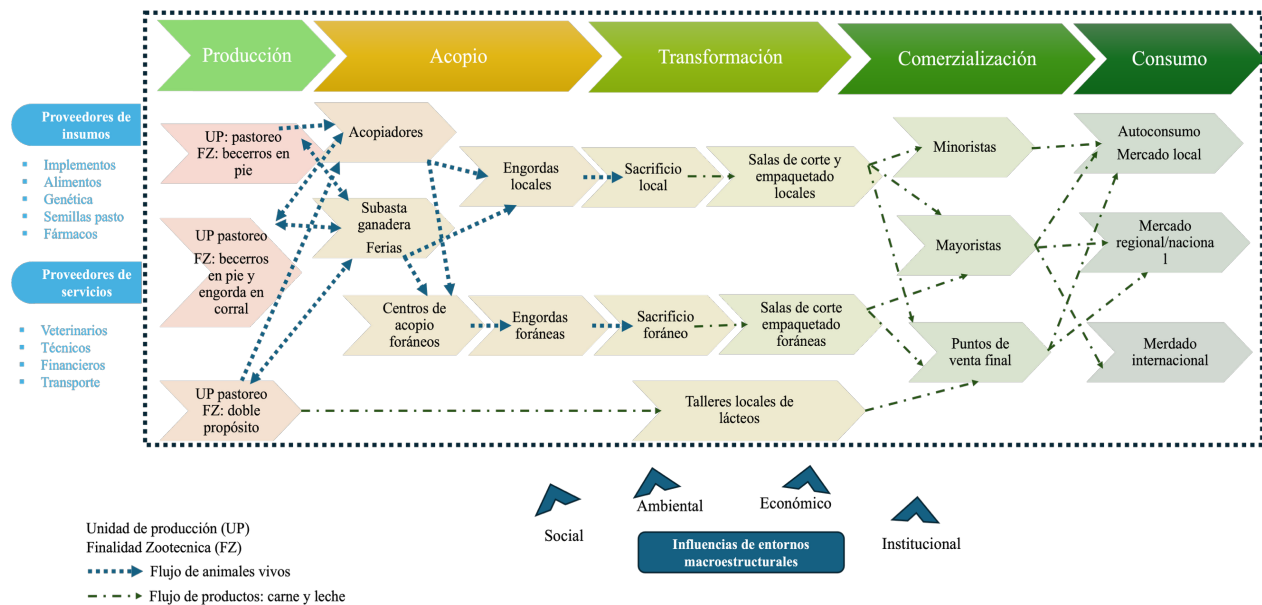 Producción
Acopio
Transformación
Comerzialización
Consumo
Proveedores de
insumos
Implementos
Alimentos
Genética
Semillas pasto
Fármacos
Proveedores de
servicios
Veterinarios
Técnicos
Financieros
Transporte
UP: pastoreo
FZ: becerros en
pie
UP pastoreo
FZ: becerros
en pie y
engorda en
corral
UP pastoreo
FZ: doble
propósito
Acopiadores
Subasta
ganadera
Ferias
Centros de
acopio
foráneos
Engordas
locales
Engordas
foráneas
Sacrificio
local
Sacrificio
foráneo
Salas de corte y
empaquetado
locales
Salas de corte
empaquetado
foráneas
Talleres locales de
lácteos
Minoristas
Mayoristas
Puntos de
venta final
Autoconsumo
Mercado local
Mercado
regional/naciona
l
Merdado
internacional
Social
Ambiental
Económico
Institucional
Influencias de entornos
macroestructurales
Unidad de producción (UP)
Finalidad Zootecnica (FZ)
Flujo de animales vivos
Flujo de productos: carne y leche